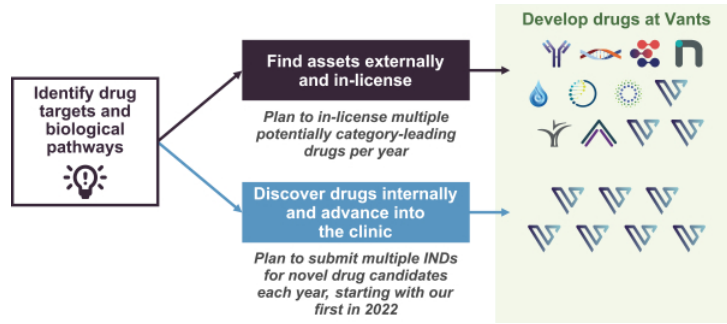 Develop drugs at Vants
Find assets externally
and in-license
Identify drug
targets and
biological
pathways
Plan to in-license multiple
potentially category-leading
drugs per year
Discover drugs internally
and advance into
the clinic
Plan to submit multiple INDs
for novel drug candidates
each year, starting with our
first in 2022